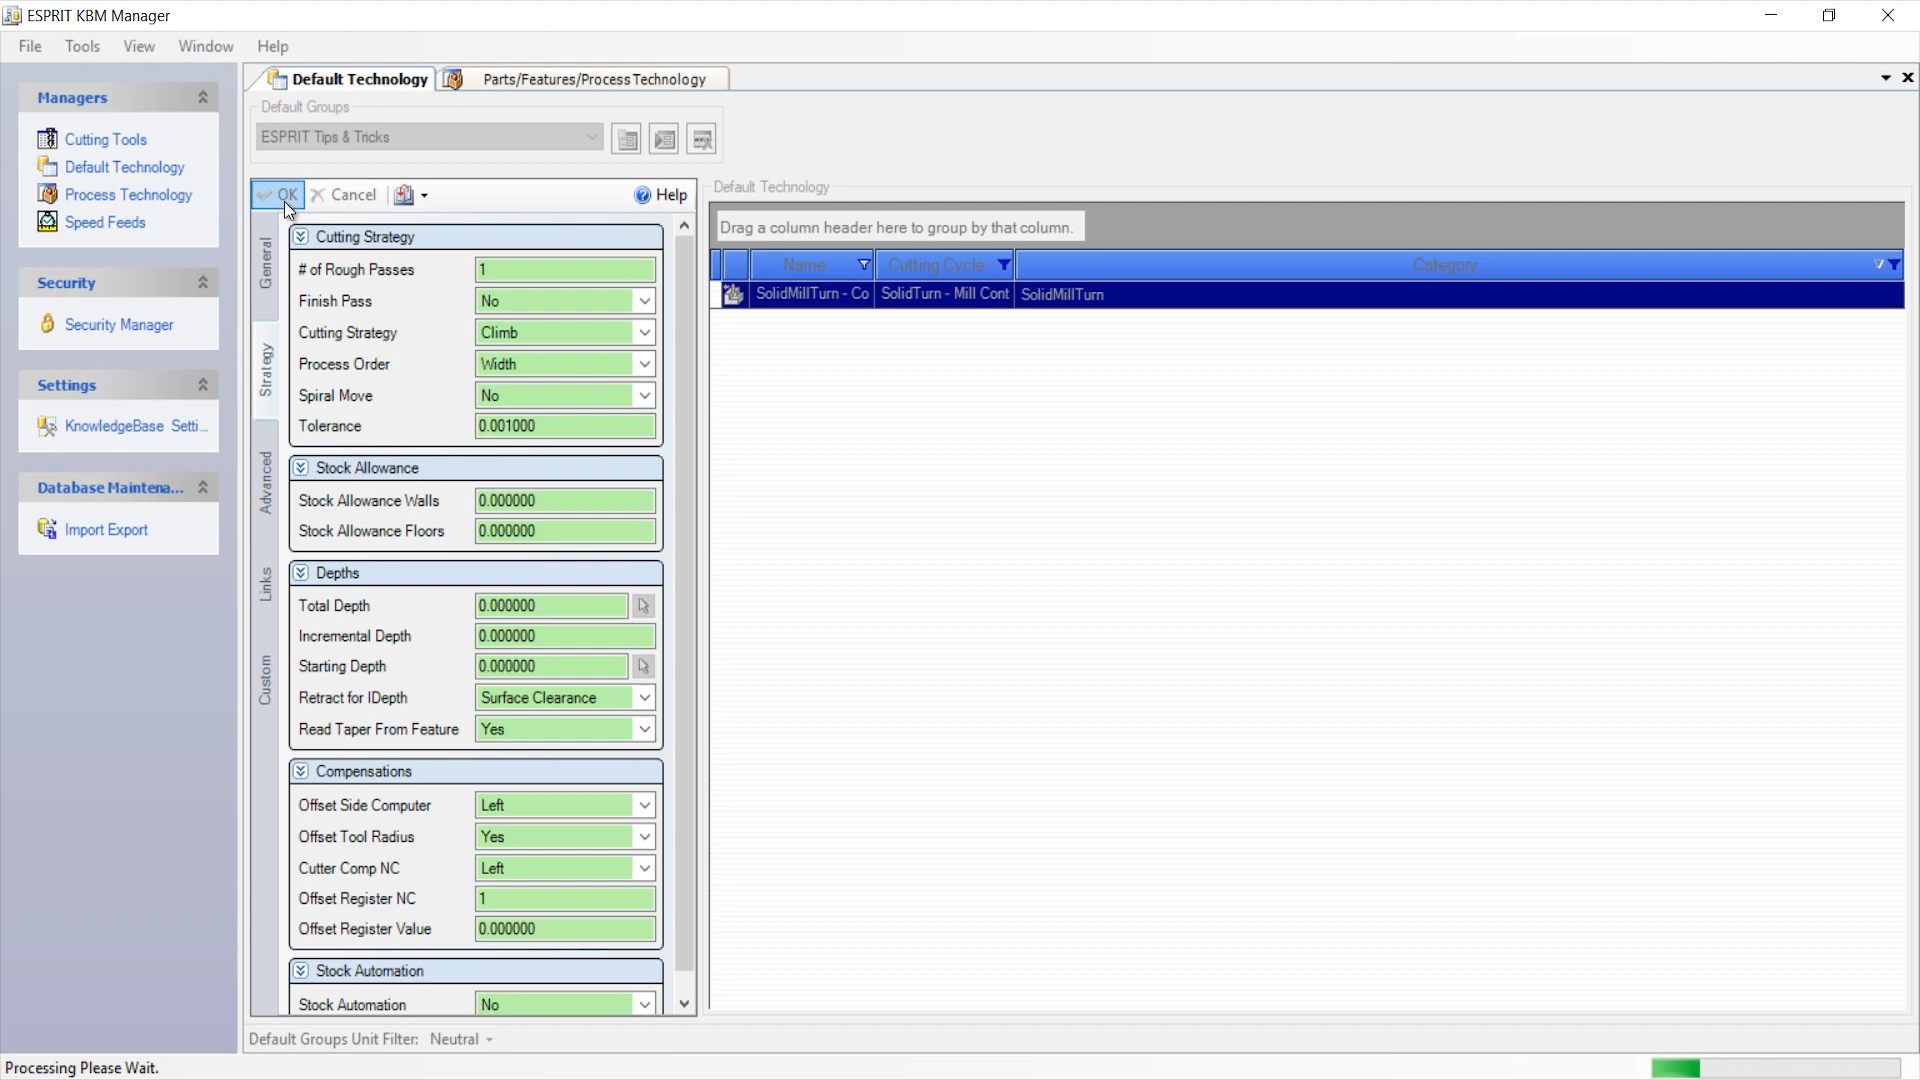 ESPRIT KBM Manager
File Tools View Window Help
Managers
Cutting Tools
Default Technology
Process Technology
Speed Feeds
Security
Security Manager
Settings
KnowledgeBase Setti...
Database Maintena...
Import Export
Default Technology
Parts/Features/Process Technology
Default Groups
ESPRIT Tips & Tricks
OK
Cancel
Help
General
Strategy
Advanced
Links
Custom
Cutting Strategy
# of Rough Passes 1
Finish Pass No
Cutting Strategy Climb
Process Order Width
Spiral Move No
Tolerance 0.001000
Stock Allowance
Stock Allowance Walls 0.000000
Stock Allowance Floors 0.000000
Depths
Total Depth 0.000000
Incremental Depth 0.000000
Starting Depth 0.000000
Retract for IDepth Surface Clearance
Read Taper From Feature Yes
Compensations
Offset Side Computer Left
Offset Tool Radius Yes
Cutter Comp NC Left
Offset Register NC 1
Offset Register Value 0.000000
Stock Automation
Stock Automation No
Default Technology
Drag a column header here to group by that column.
Name Cutting Cycle Category
SolidMillTurn - Co SolidTurn - Mill Cont SolidMillTurn
Default Groups Unit Filter: Neutral
Processing Please Wait.